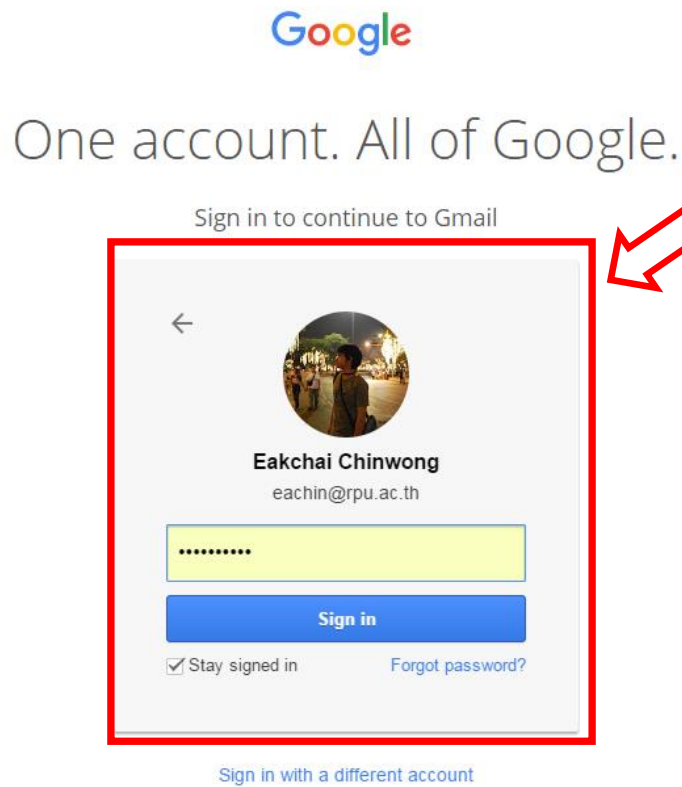 Google
One account. All of Google.
Sign in to continue to Gmail
Eakchai Chinwong
eachin@rpu.ac.th
••••••••••
Sign in
Stay signed in Forgot password?
Sign in with a different account